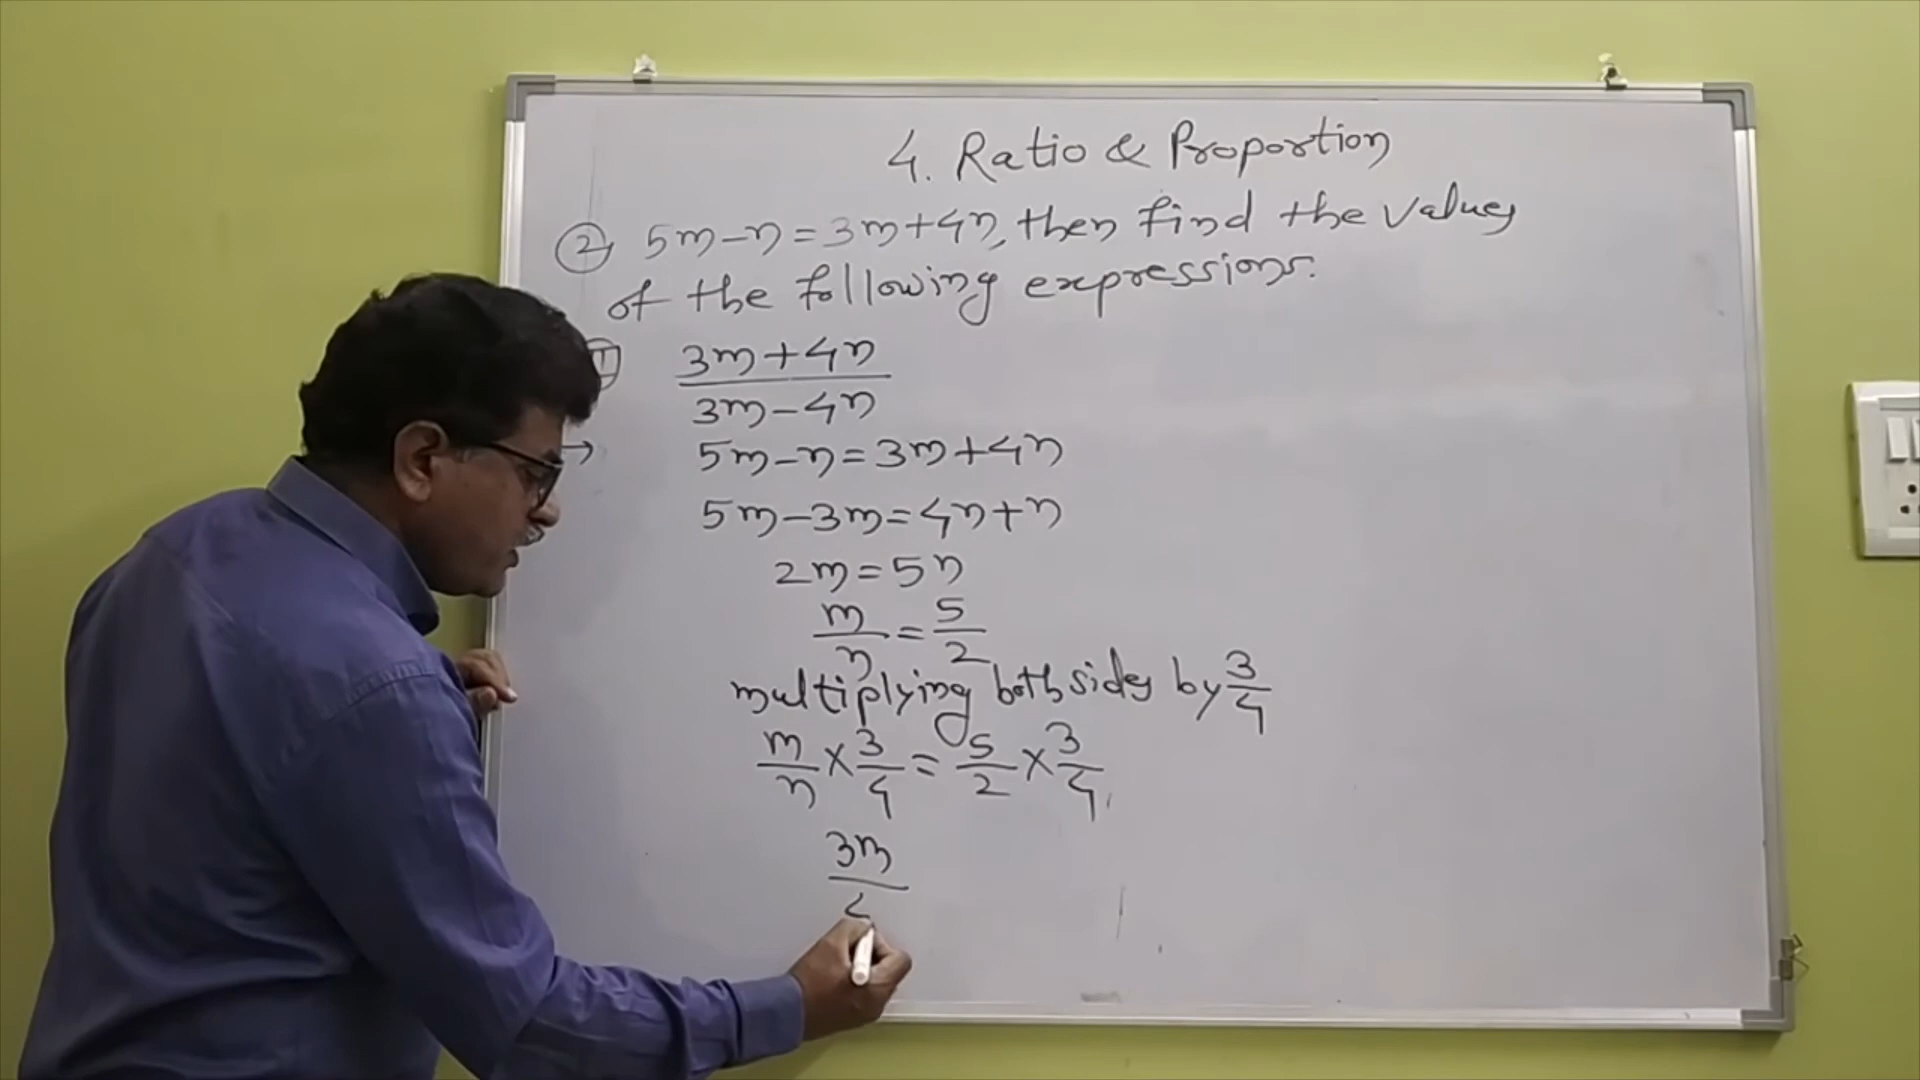 4. Ratio & Proportion
2) 5m-n=3m+4n, then find the values
of the following expressions.
3m+4n
3m-4n
→ 5m-n=3m+4n
5m-3m=4n+n
2m=5n
m/n=5/2
multiplying both sides by 3/4
m/n×3/4=5/2×3/4
3m